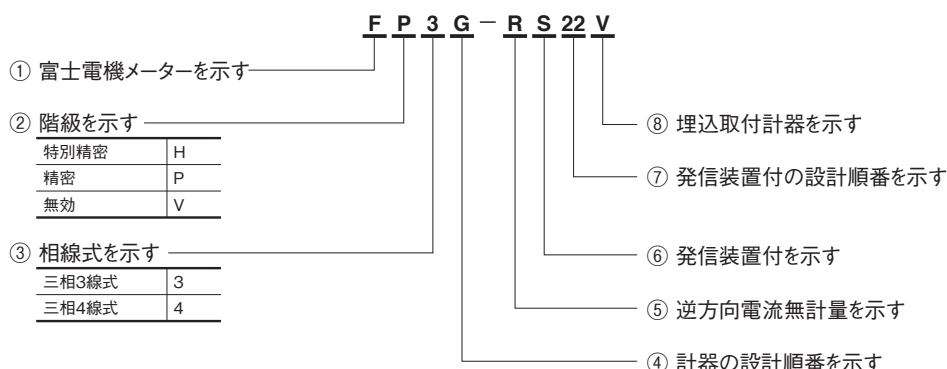 F P 3 G － R S 22 V
① 富士電機メーターを示す
② 階級を示す
特別精密 H
精密 P
無効 V
③ 相線式を示す
三相3線式 3
三相4線式 4
⑧ 埋込取付計器を示す
⑦ 発信装置付の設計順番を示す
⑥ 発信装置付を示す
⑤ 逆方向電流無計量を示す
④ 計器の設計順番を示す